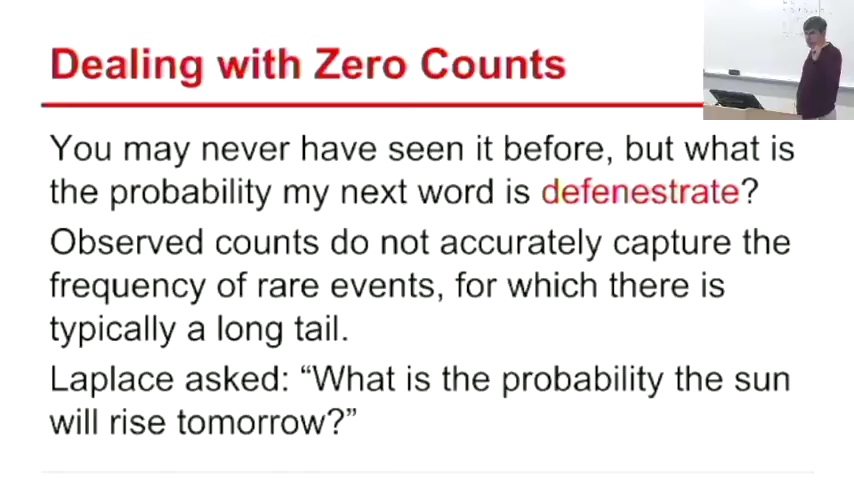 Dealing with Zero Counts
You may never have seen it before, but what is
the probability my next word is defenestrate?
Observed counts do not accurately capture the
frequency of rare events, for which there is
typically a long tail.
Laplace asked: “What is the probability the sun
will rise tomorrow?”